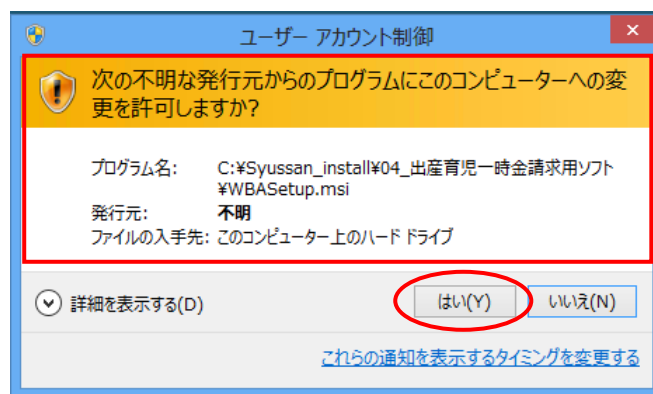 ユーザー アカウント制御
次の不明な発行元からのプログラムにこのコンピューターへの変
更を許可しますか?
プログラム名: C:¥Syussan_install¥04_出産育児一時金請求用ソフト
¥WBASetup.msi
発行元: 不明
ファイルの入手先: このコンピューター上のハード ドライブ
詳細を表示する(D)
はい(Y)
いいえ(N)
これらの通知を表示するタイミングを変更する